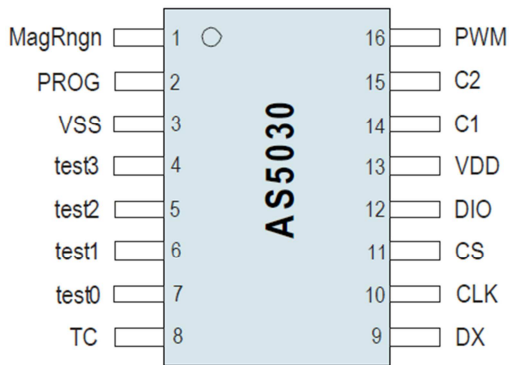 MagRngn 1 16 PWM
PROG 2 15 C2
VSS 3 14 C1
test3 4 13 VDD
test2 5 12 DIO
test1 6 11 CS
test0 7 10 CLK
TC 8 9 DX
AS5030